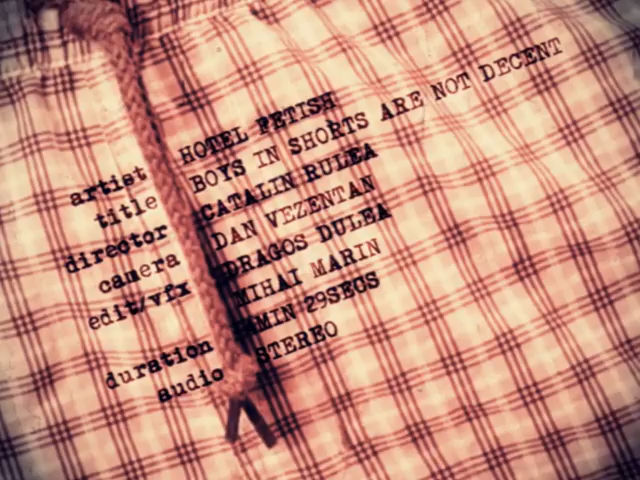 artist HOTEL FETISH
title BOYS IN SHORTS ARE NOT DECENT
director CATALIN RULEA
camera DAN VEZENTAN
edit/vfx DRAGOS DULEA
MIHAI MARIN
duration MIN 29SECS
audio STEREO